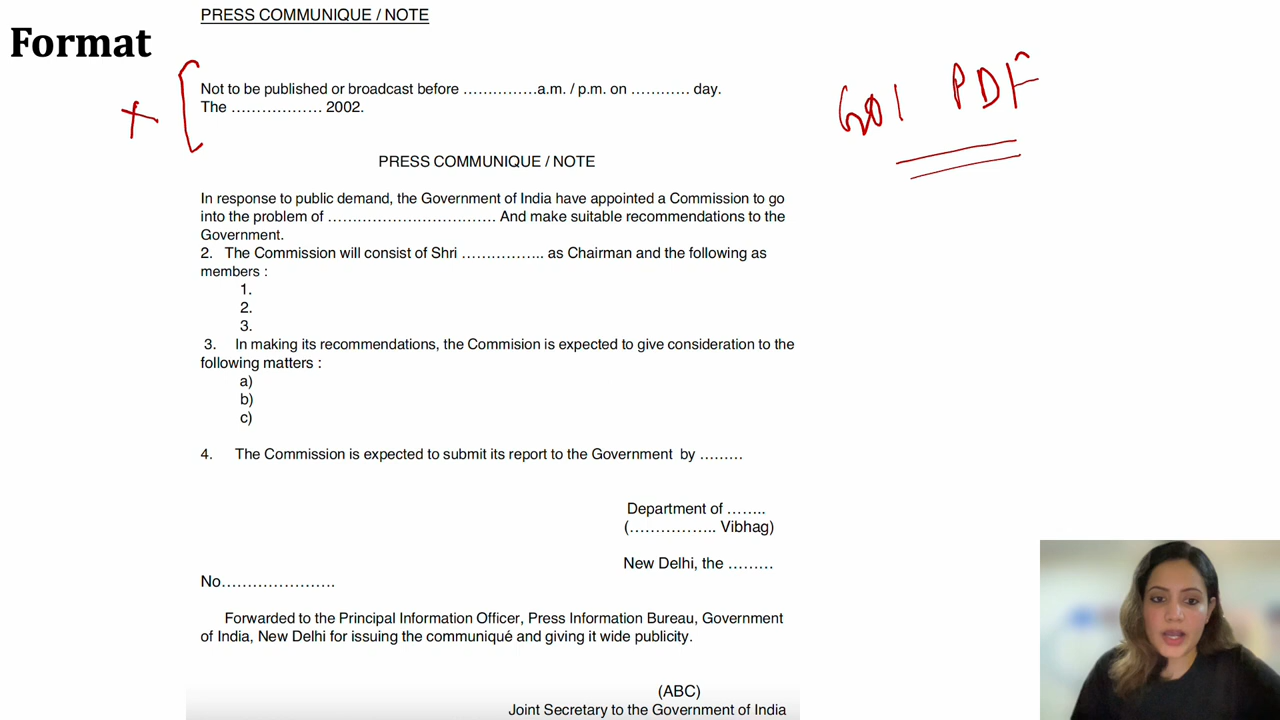 PRESS COMMUNIQUE / NOTE
Format
GOI PDF
Not to be published or broadcast before ……………a.m. / p.m. on ………… day.
The ……………… 2002.
PRESS COMMUNIQUE / NOTE
In response to public demand, the Government of India have appointed a Commission to go
into the problem of …………………………… And make suitable recommendations to the
Government.
2. The Commission will consist of Shri …………….. as Chairman and the following as
members :
1.
2.
3.
3. In making its recommendations, the Commision is expected to give consideration to the
following matters :
a)
b)
c)
4. The Commission is expected to submit its report to the Government by ………
Department of ……..
(…………….. Vibhag)
New Delhi, the ………
No………………….
Forwarded to the Principal Information Officer, Press Information Bureau, Government
of India, New Delhi for issuing the communiqué and giving it wide publicity.
(ABC)
Joint Secretary to the Government of India